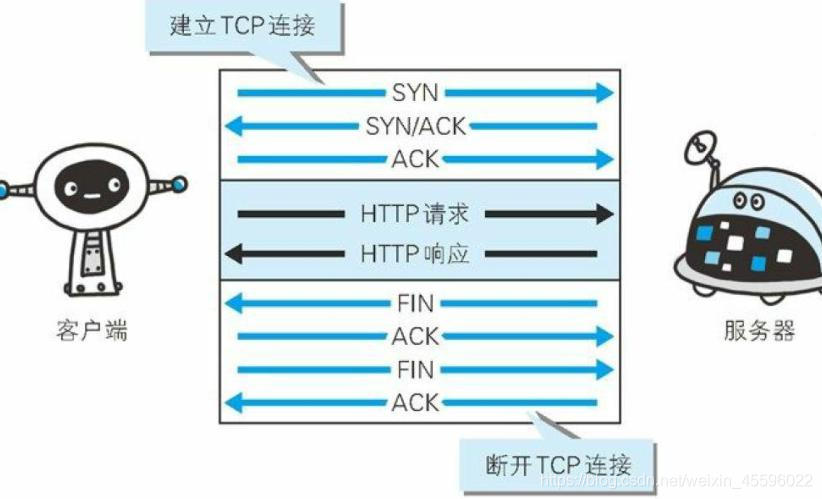 建立TCP连接
SYN
SYN/ACK
ACK
HTTP请求
HTTP响应
客户端
服务器
FIN
ACK
FIN
ACK
断开TCP连接
https://blog.csdn.net/weixin_45596022